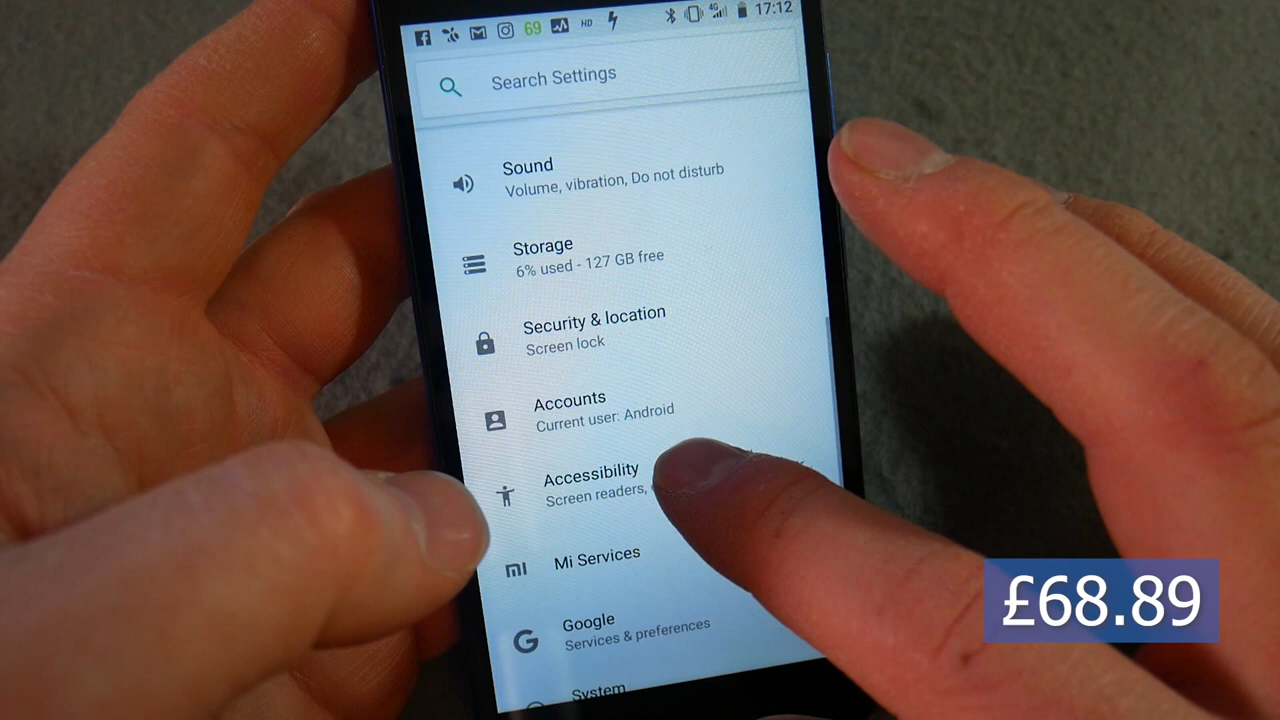 69 HD 4G 17:12
Search Settings
Sound
Volume, vibration, Do not disturb
Storage
6% used - 127 GB free
Security & location
Screen lock
Accounts
Current user: Android
Accessibility
Screen readers,
Mi Services
Google
Services & preferences
System
£68.89